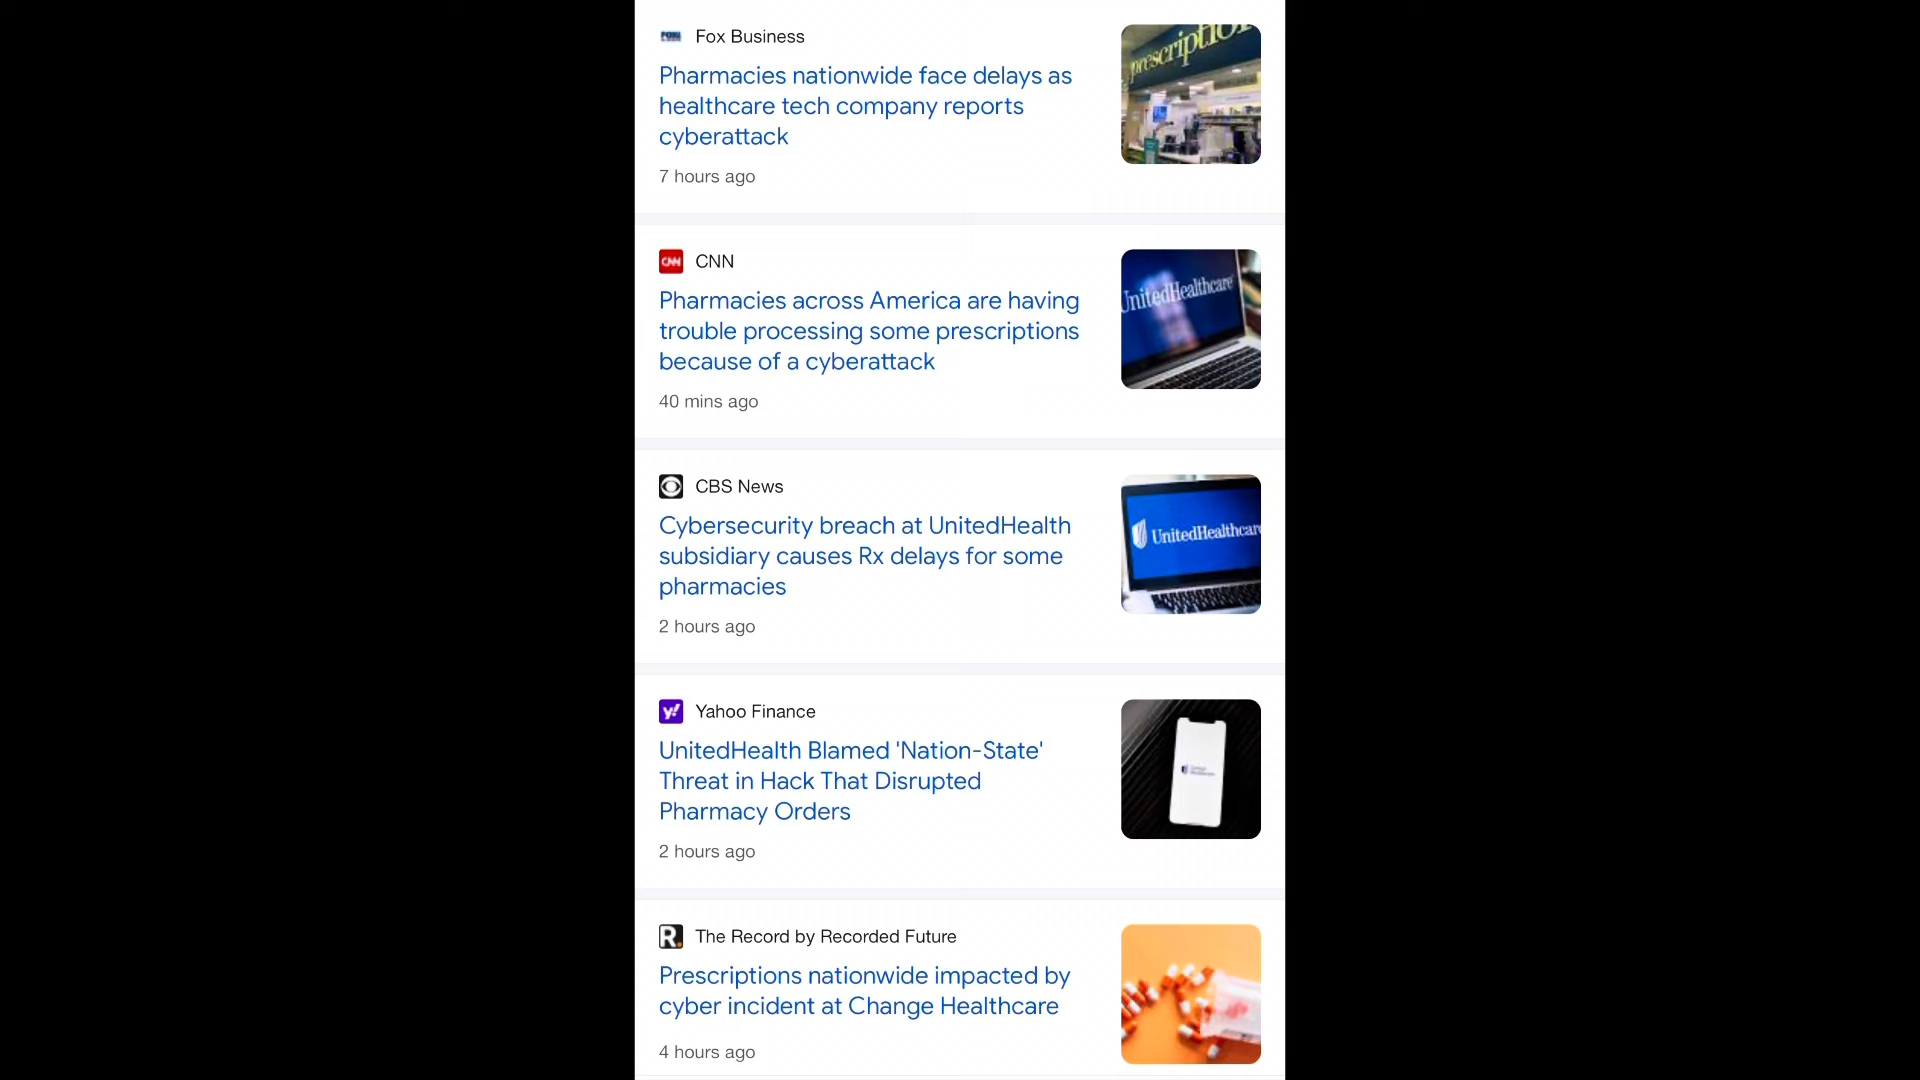 Fox Business
Pharmacies nationwide face delays as
healthcare tech company reports
cyberattack
7 hours ago
prescription
CNN
CNN
Pharmacies across America are having
trouble processing some prescriptions
because of a cyberattack
40 mins ago
UnitedHealthcare
CBS News
Cybersecurity breach at UnitedHealth
subsidiary causes Rx delays for some
pharmacies
2 hours ago
UnitedHealthcare
y!
Yahoo Finance
UnitedHealth Blamed 'Nation-State'
Threat in Hack That Disrupted
Pharmacy Orders
2 hours ago
R.
The Record by Recorded Future
Prescriptions nationwide impacted by
cyber incident at Change Healthcare
4 hours ago